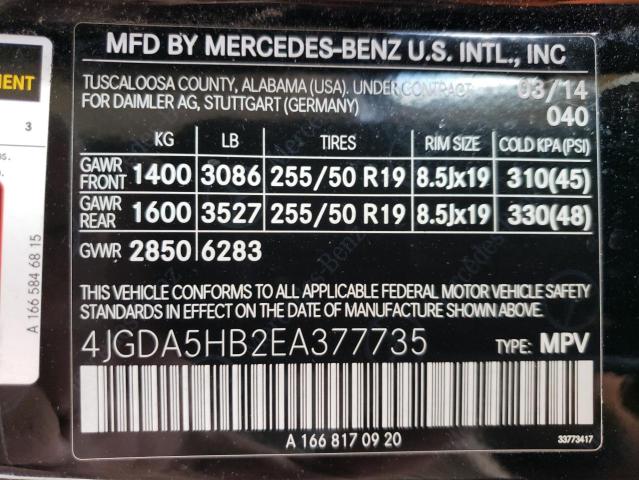 MFD BY MERCEDES-BENZ U.S. INTL., INC
TUSCALOOSA COUNTY, ALABAMA (USA). UNDER CONTRACT 03/14
FOR DAIMLER AG, STUTTGART (GERMANY) 040
KG LB TIRES RIM SIZE COLD KPA(PSI)
GAWR FRONT 1400 3086 255/50 R19 8.5Jx19 310(45)
GAWR REAR 1600 3527 255/50 R19 8.5Jx19 330(48)
GVWR 2850 6283
THIS VEHICLE CONFORMS TO ALL APPLICABLE FEDERAL MOTOR VEHICLE SAFETY
STANDARDS IN EFFECT ON THE DATE OF MANUFACTURE SHOWN ABOVE.
4JGDA5HB2EA377735 TYPE: MPV
A 166 817 09 20
33773417
3
A 166 584 68 15